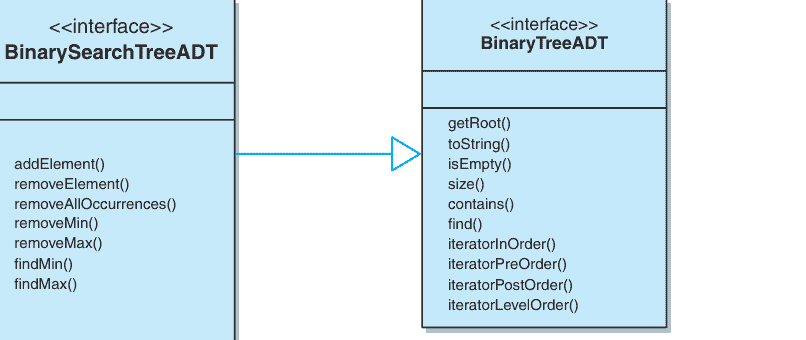 <<interface>>
BinarySearchTreeADT
addElement()
removeElement()
removeAllOccurrences()
removeMin()
removeMax()
findMin()
findMax()
<<interface>>
BinaryTreeADT
getRoot()
toString()
isEmpty()
size()
contains()
find()
iteratorInOrder()
iteratorPreOrder()
iteratorPostOrder()
iteratorLevelOrder()